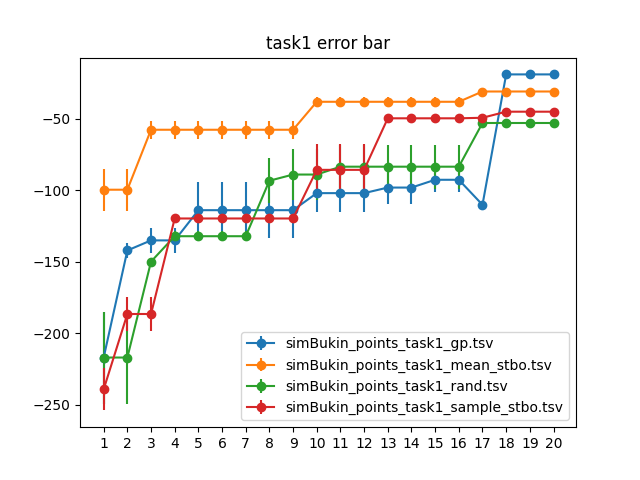 task1 error bar
−50
−100
−150
−200
−250
simBukin_points_task1_gp.tsv
simBukin_points_task1_mean_stbo.tsv
simBukin_points_task1_rand.tsv
simBukin_points_task1_sample_stbo.tsv
1 2 3 4 5 6 7 8 9 10 11 12 13 14 15 16 17 18 19 20